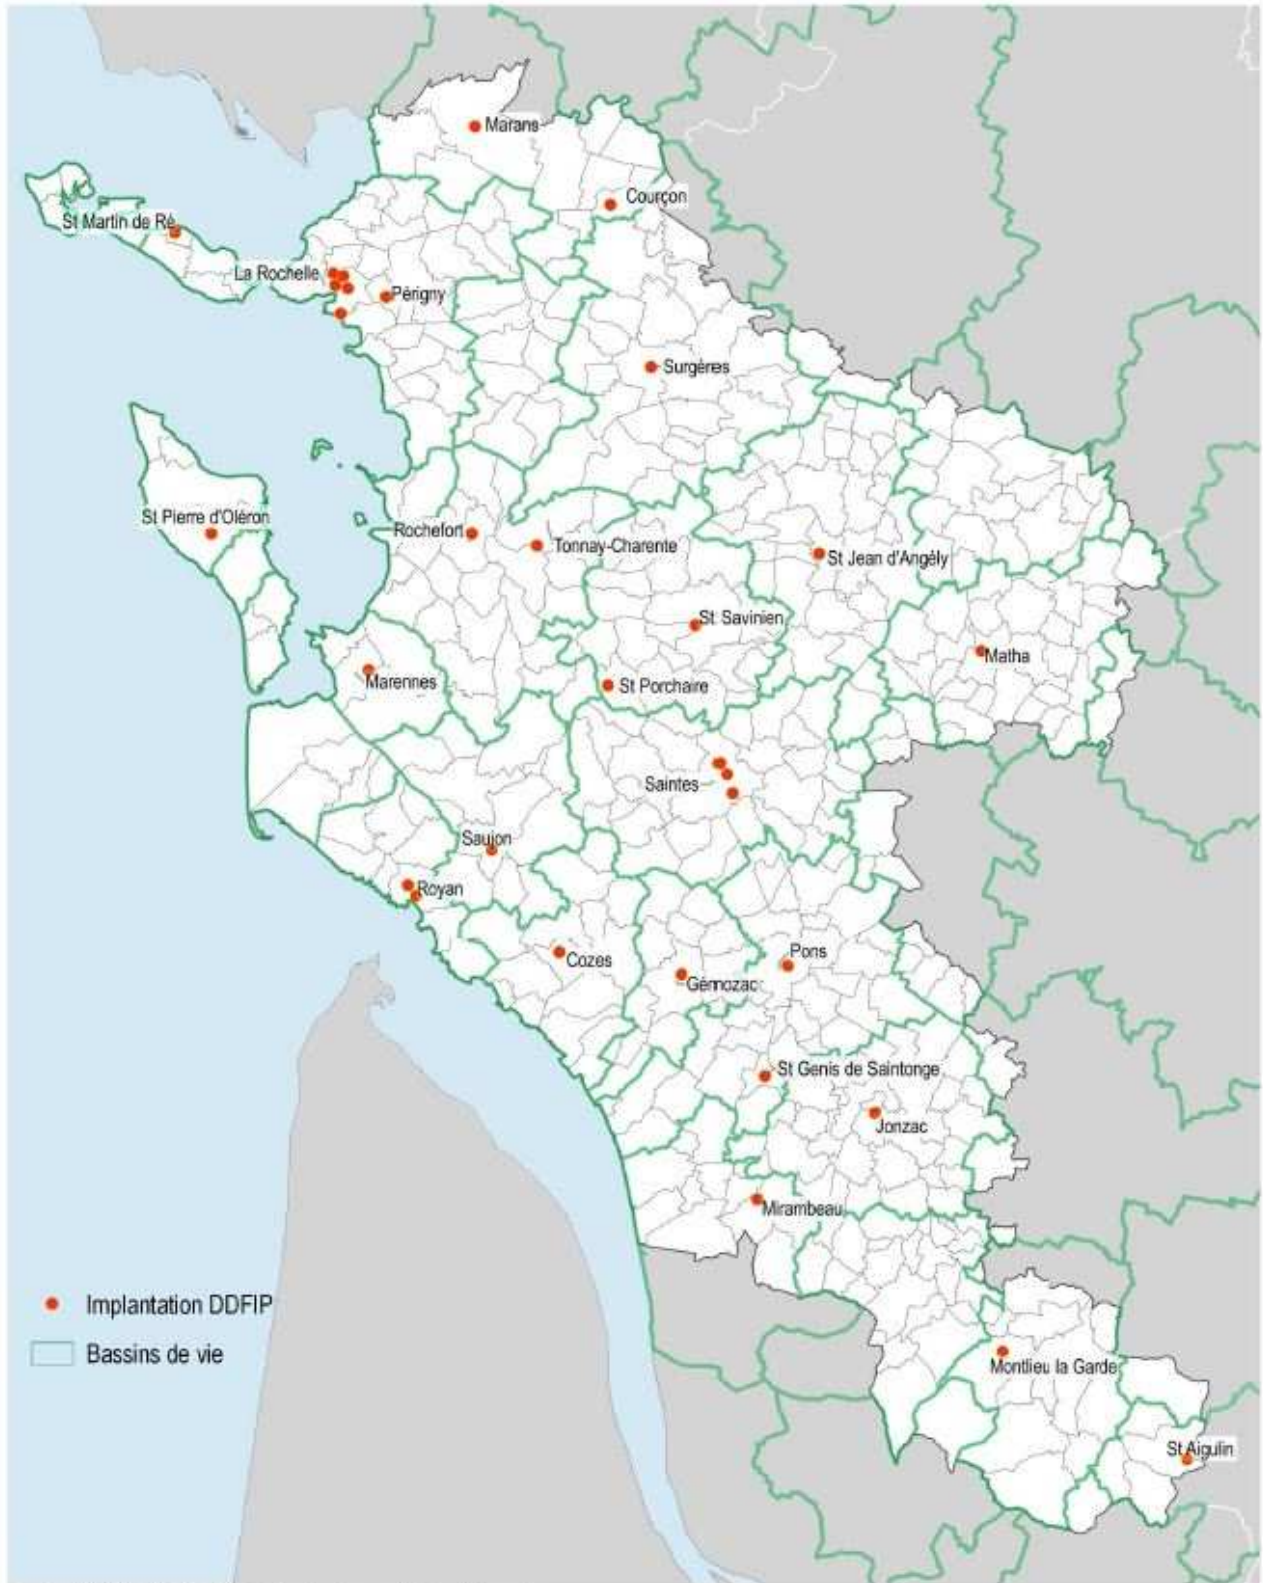 Marans
Courçon
St Martin de Ré
La Rochelle
Périgny
Surgères
St Pierre d'Oléron
Rochefort
Tonnay-Charente
St Jean d'Angély
St Savinien
Matha
Marennes
St Porchaire
Saintes
Saujon
Royan
Cozes
Pons
Gémozac
St Genis de Saintonge
Jonzac
Mirambeau
Implantation DDFIP
Bassins de vie
Montlieu la Garde
St Aigulin